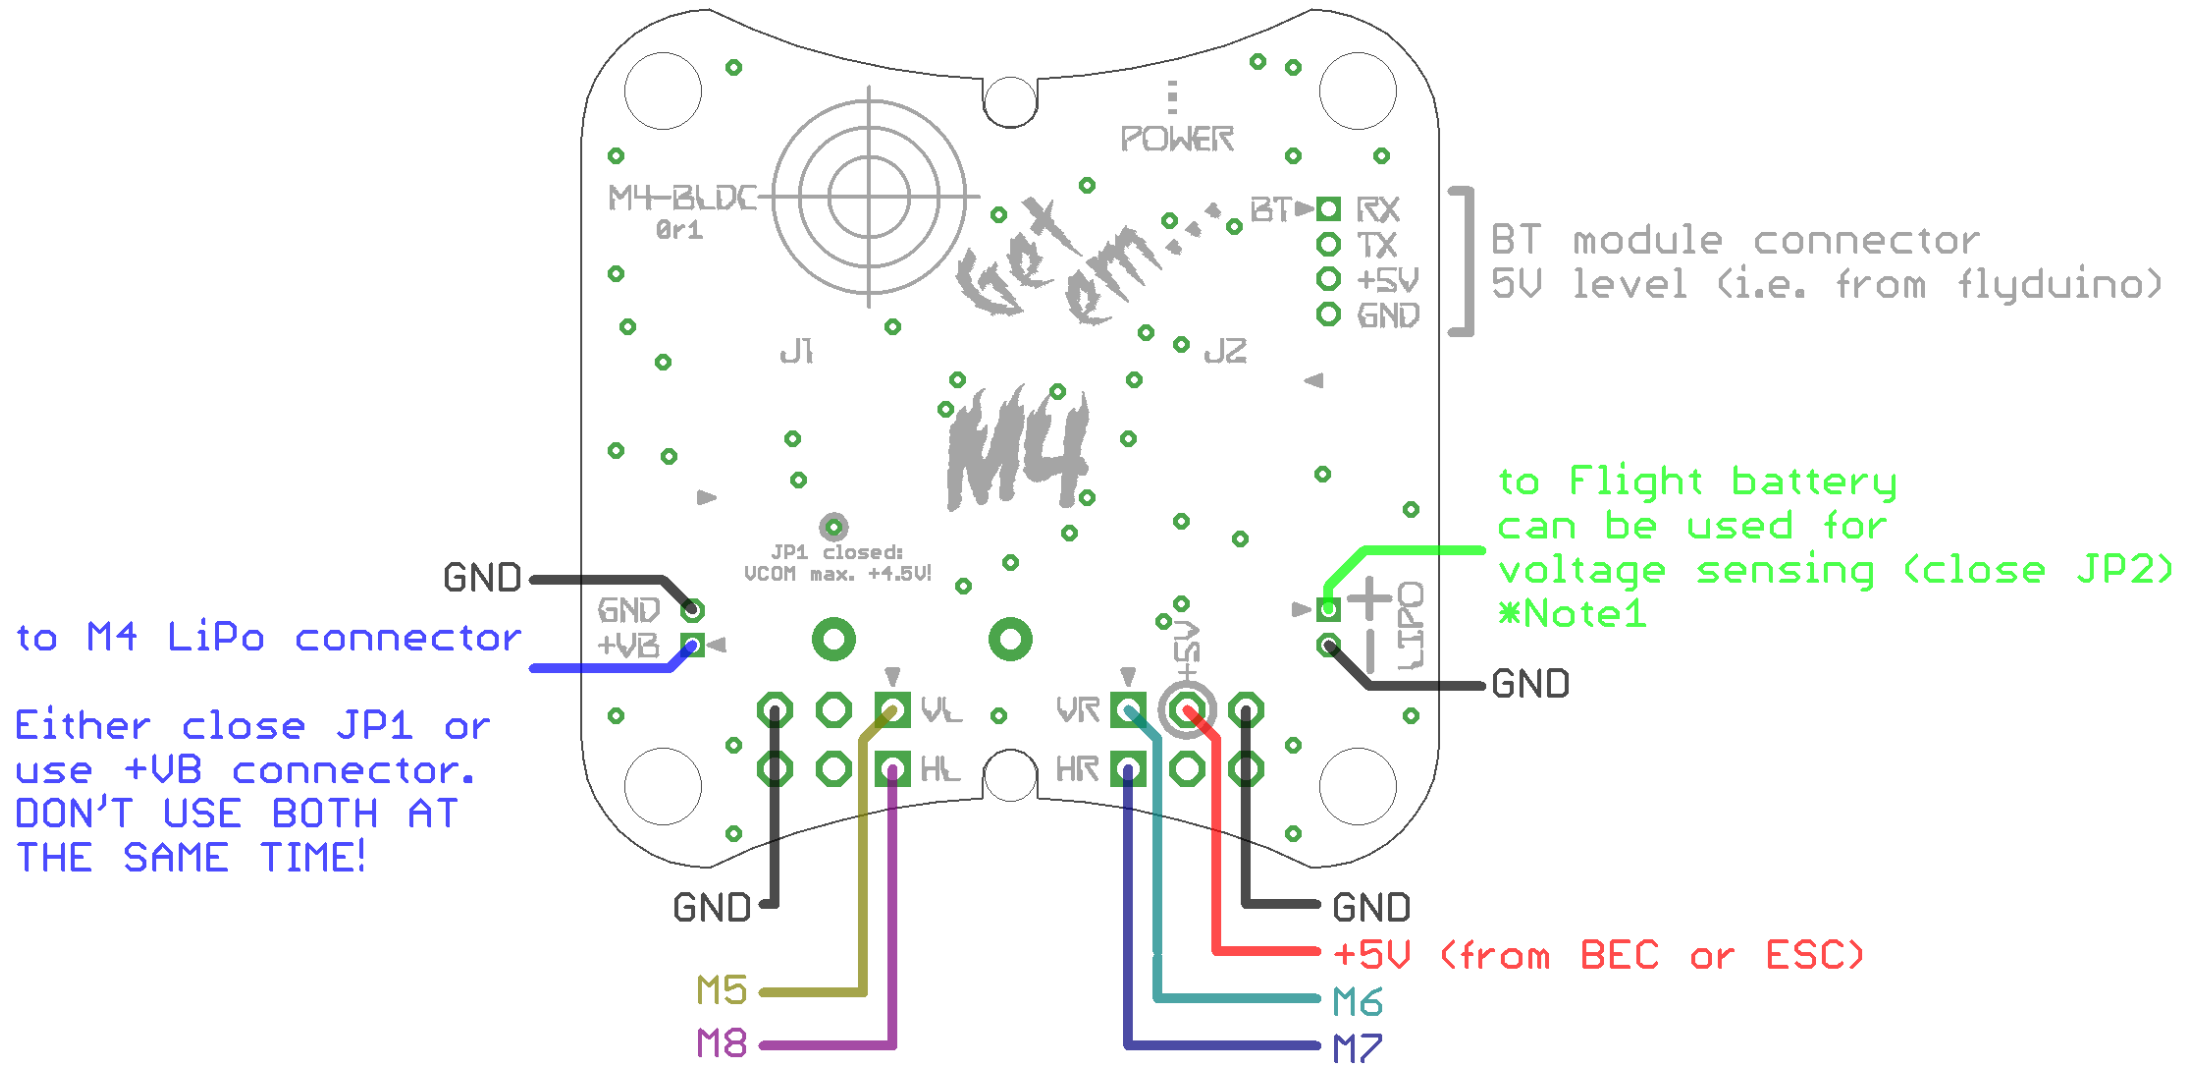 POWER
M4-BLDC
0r1
Get
em...
BT
RX
TX
+5V
GND
BT module connector
5V level (i.e. from flyduino)
J1
J2
M4
JP1 closed:
VCOM max. +4.5V!
to Flight battery
can be used for
voltage sensing (close JP2)
*Note1
GND
GND
+VB
to M4 LiPo connector
Either close JP1 or
use +VB connector.
DON'T USE BOTH AT
THE SAME TIME!
+
-
LIPO
GND
+5V
VL
VR
HL
HR
GND
GND
+5V (from BEC or ESC)
M5
M6
M8
M7